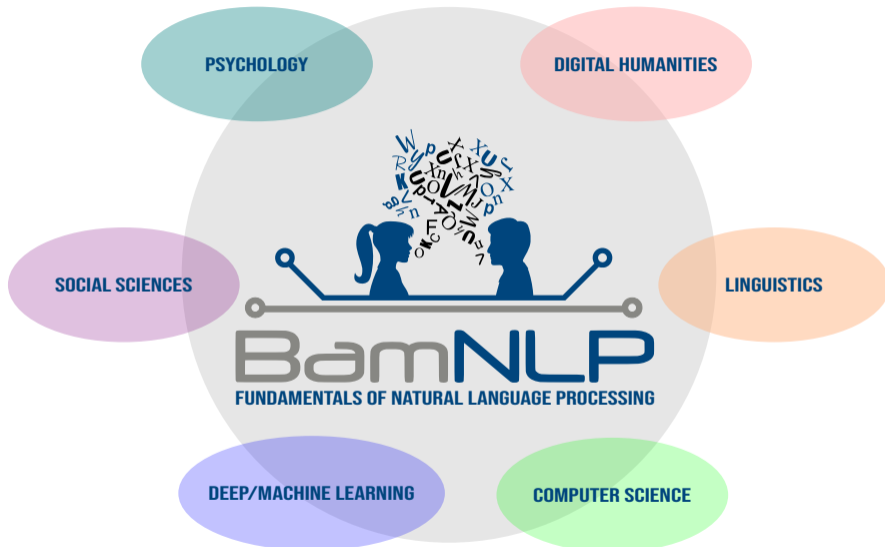 PSYCHOLOGY
DIGITAL HUMANITIES
SOCIAL SCIENCES
LINGUISTICS
BamNLP
FUNDAMENTALS OF NATURAL LANGUAGE PROCESSING
DEEP/MACHINE LEARNING
COMPUTER SCIENCE